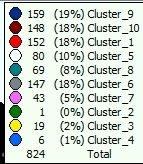 159 (19%) Cluster_9
148 (18%) Cluster_10
152 (18%) Cluster_1
80 (10%) Cluster_5
69 (8%) Cluster_8
147 (18%) Cluster_6
43 (5%) Cluster_7
1 (0%) Cluster_2
19 (2%) Cluster_3
6 (1%) Cluster_4
824 Total